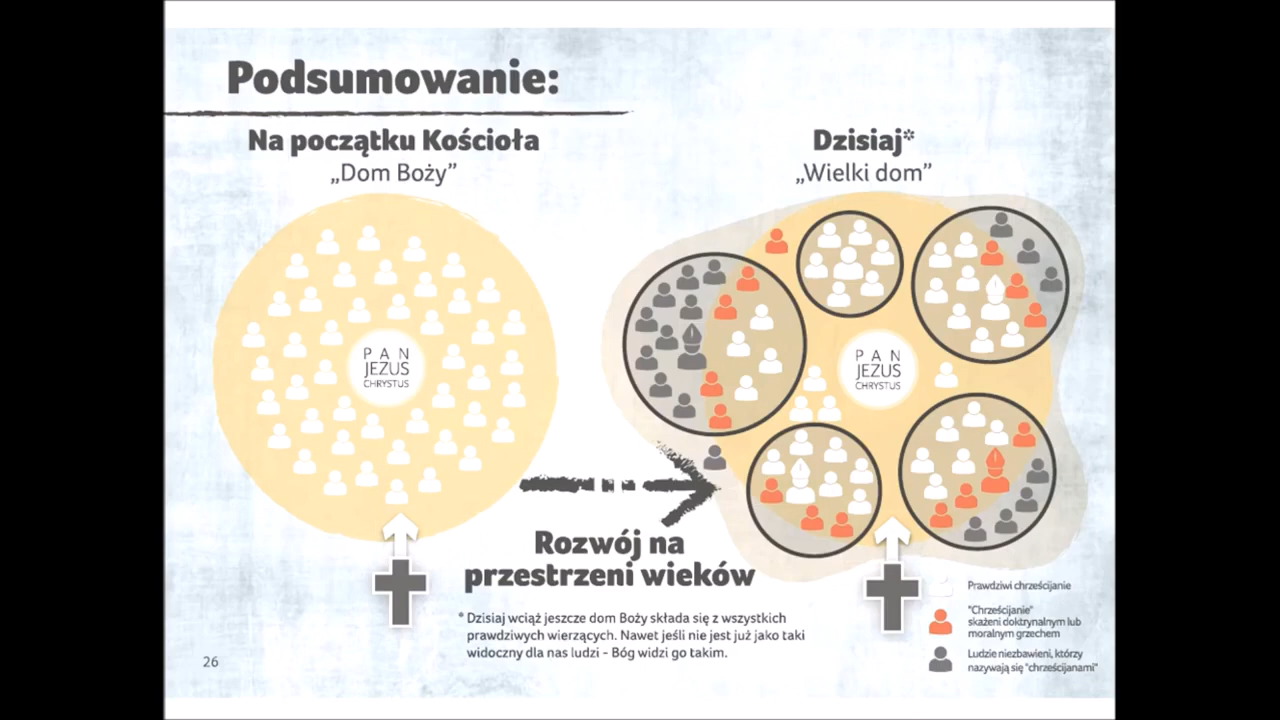 Podsumowanie:
Na początku Kościoła
„Dom Boży”
Dzisiaj*
„Wielki dom”
PAN
JEZUS
CHRYSTUS
PAN
JEZUS
CHRYSTUS
Rozwój na
przestrzeni wieków
* Dzisiaj wciąż jeszcze dom Boży składa się z wszystkich
prawdziwych wierzących. Nawet jeśli nie jest już jako taki
widoczny dla nas ludzi - Bóg widzi go takim.
Prawdziwi chrześcijanie
"Chrześcijanie"
skażeni doktrynalnym lub
moralnym grzechem
Ludzie niezbawieni, którzy
nazywają się "chrześcijanami"
26